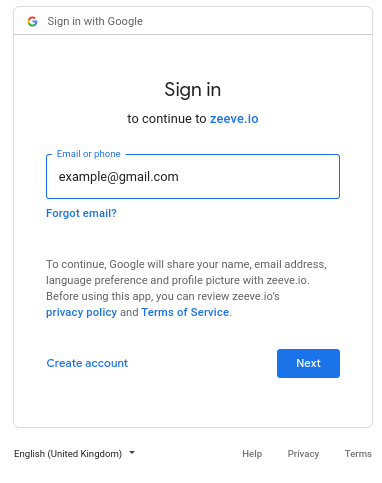 Sign in with Google
Sign in
to continue to zeeve.io
Email or phone
example@gmail.com
Forgot email?
To continue, Google will share your name, email address,
language preference and profile picture with zeeve.io.
Before using this app, you can review zeeve.io's
privacy policy and Terms of Service.
Create account
Next
English (United Kingdom)
Help
Privacy
Terms